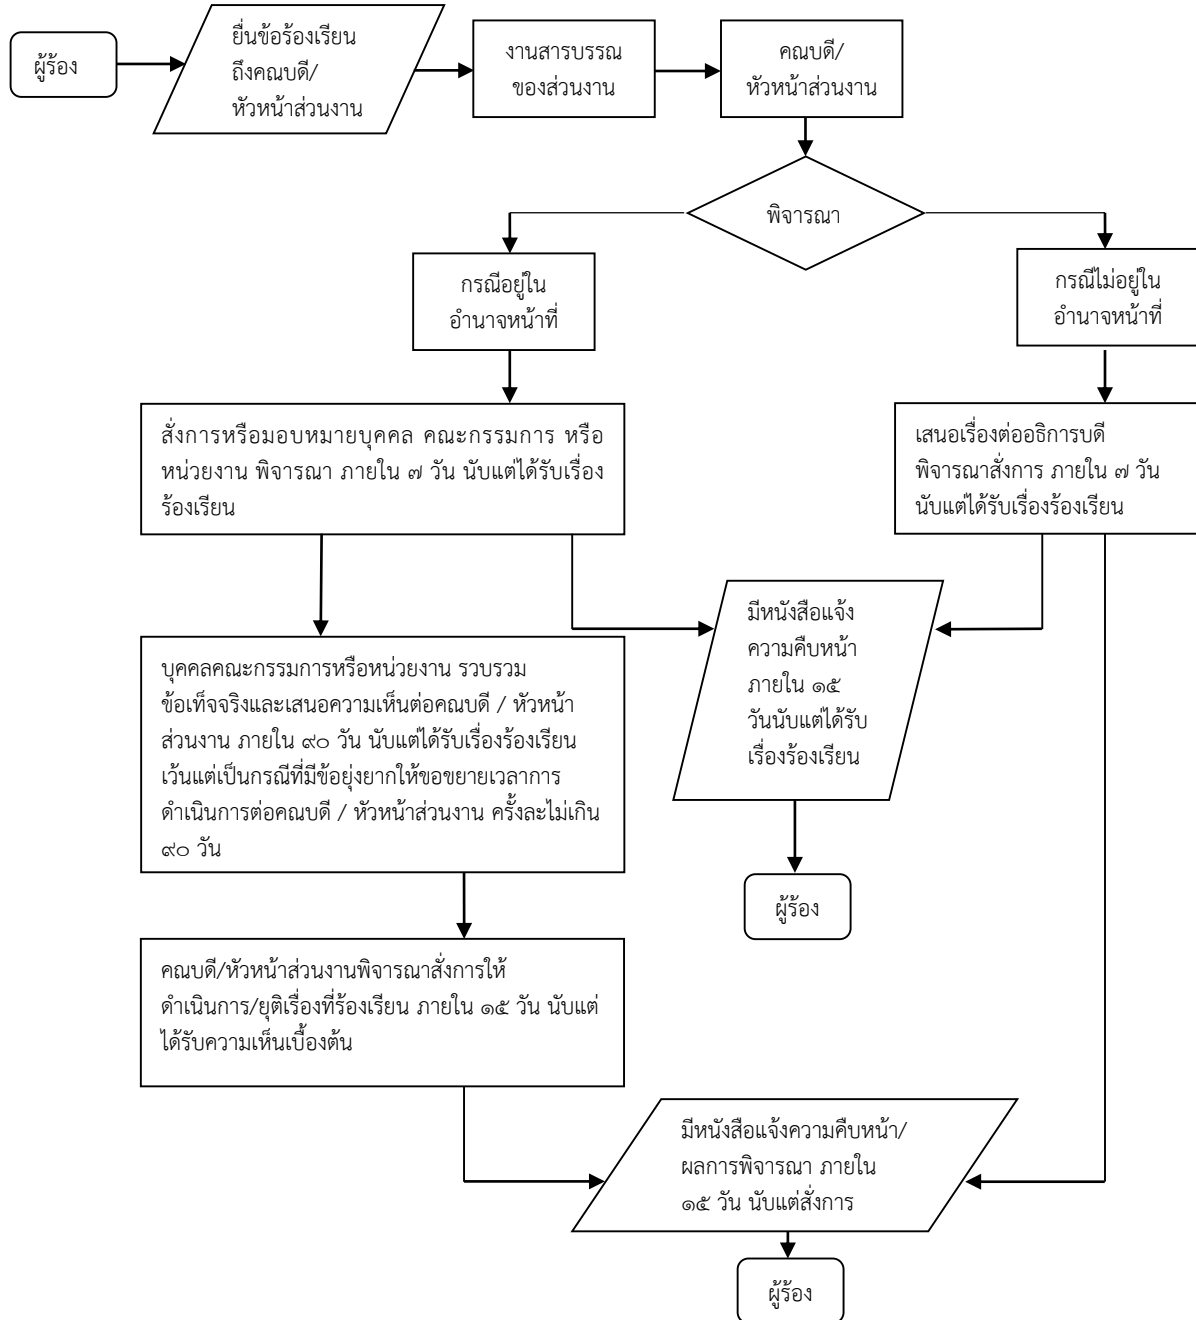 ผู้ร้อง
ยื่นข้อร้องเรียน
ถึงคณบดี/
หัวหน้าส่วนงาน
งานสารบรรณ
ของส่วนงาน
คณบดี/
หัวหน้าส่วนงาน
พิจารณา
กรณีอยู่ใน
อำนาจหน้าที่
กรณีไม่อยู่ใน
อำนาจหน้าที่
สั่งการหรือมอบหมายบุคคล คณะกรรมการ หรือ
หน่วยงาน พิจารณา ภายใน ๗ วัน นับแต่ได้รับเรื่อง
ร้องเรียน
เสนอเรื่องต่ออธิการบดี
พิจารณาสั่งการ ภายใน ๗ วัน
นับแต่ได้รับเรื่องร้องเรียน
มีหนังสือแจ้ง
ความคืบหน้า
ภายใน ๑๕
วันนับแต่ได้รับ
เรื่องร้องเรียน
บุคคลคณะกรรมการหรือหน่วยงาน รวบรวม
ข้อเท็จจริงและเสนอความเห็นต่อคณบดี / หัวหน้า
ส่วนงาน ภายใน ๙๐ วัน นับแต่ได้รับเรื่องร้องเรียน
เว้นแต่เป็นกรณีที่มีข้อยุ่งยากให้ขอขยายเวลาการ
ดำเนินการต่อคณบดี / หัวหน้าส่วนงาน ครั้งละไม่เกิน
๙๐ วัน
ผู้ร้อง
คณบดี/หัวหน้าส่วนงานพิจารณาสั่งการให้
ดำเนินการ/ยุติเรื่องที่ร้องเรียน ภายใน ๑๕ วัน นับแต่
ได้รับความเห็นเบื้องต้น
มีหนังสือแจ้งความคืบหน้า/
ผลการพิจารณา ภายใน
๑๕ วัน นับแต่สั่งการ
ผู้ร้อง